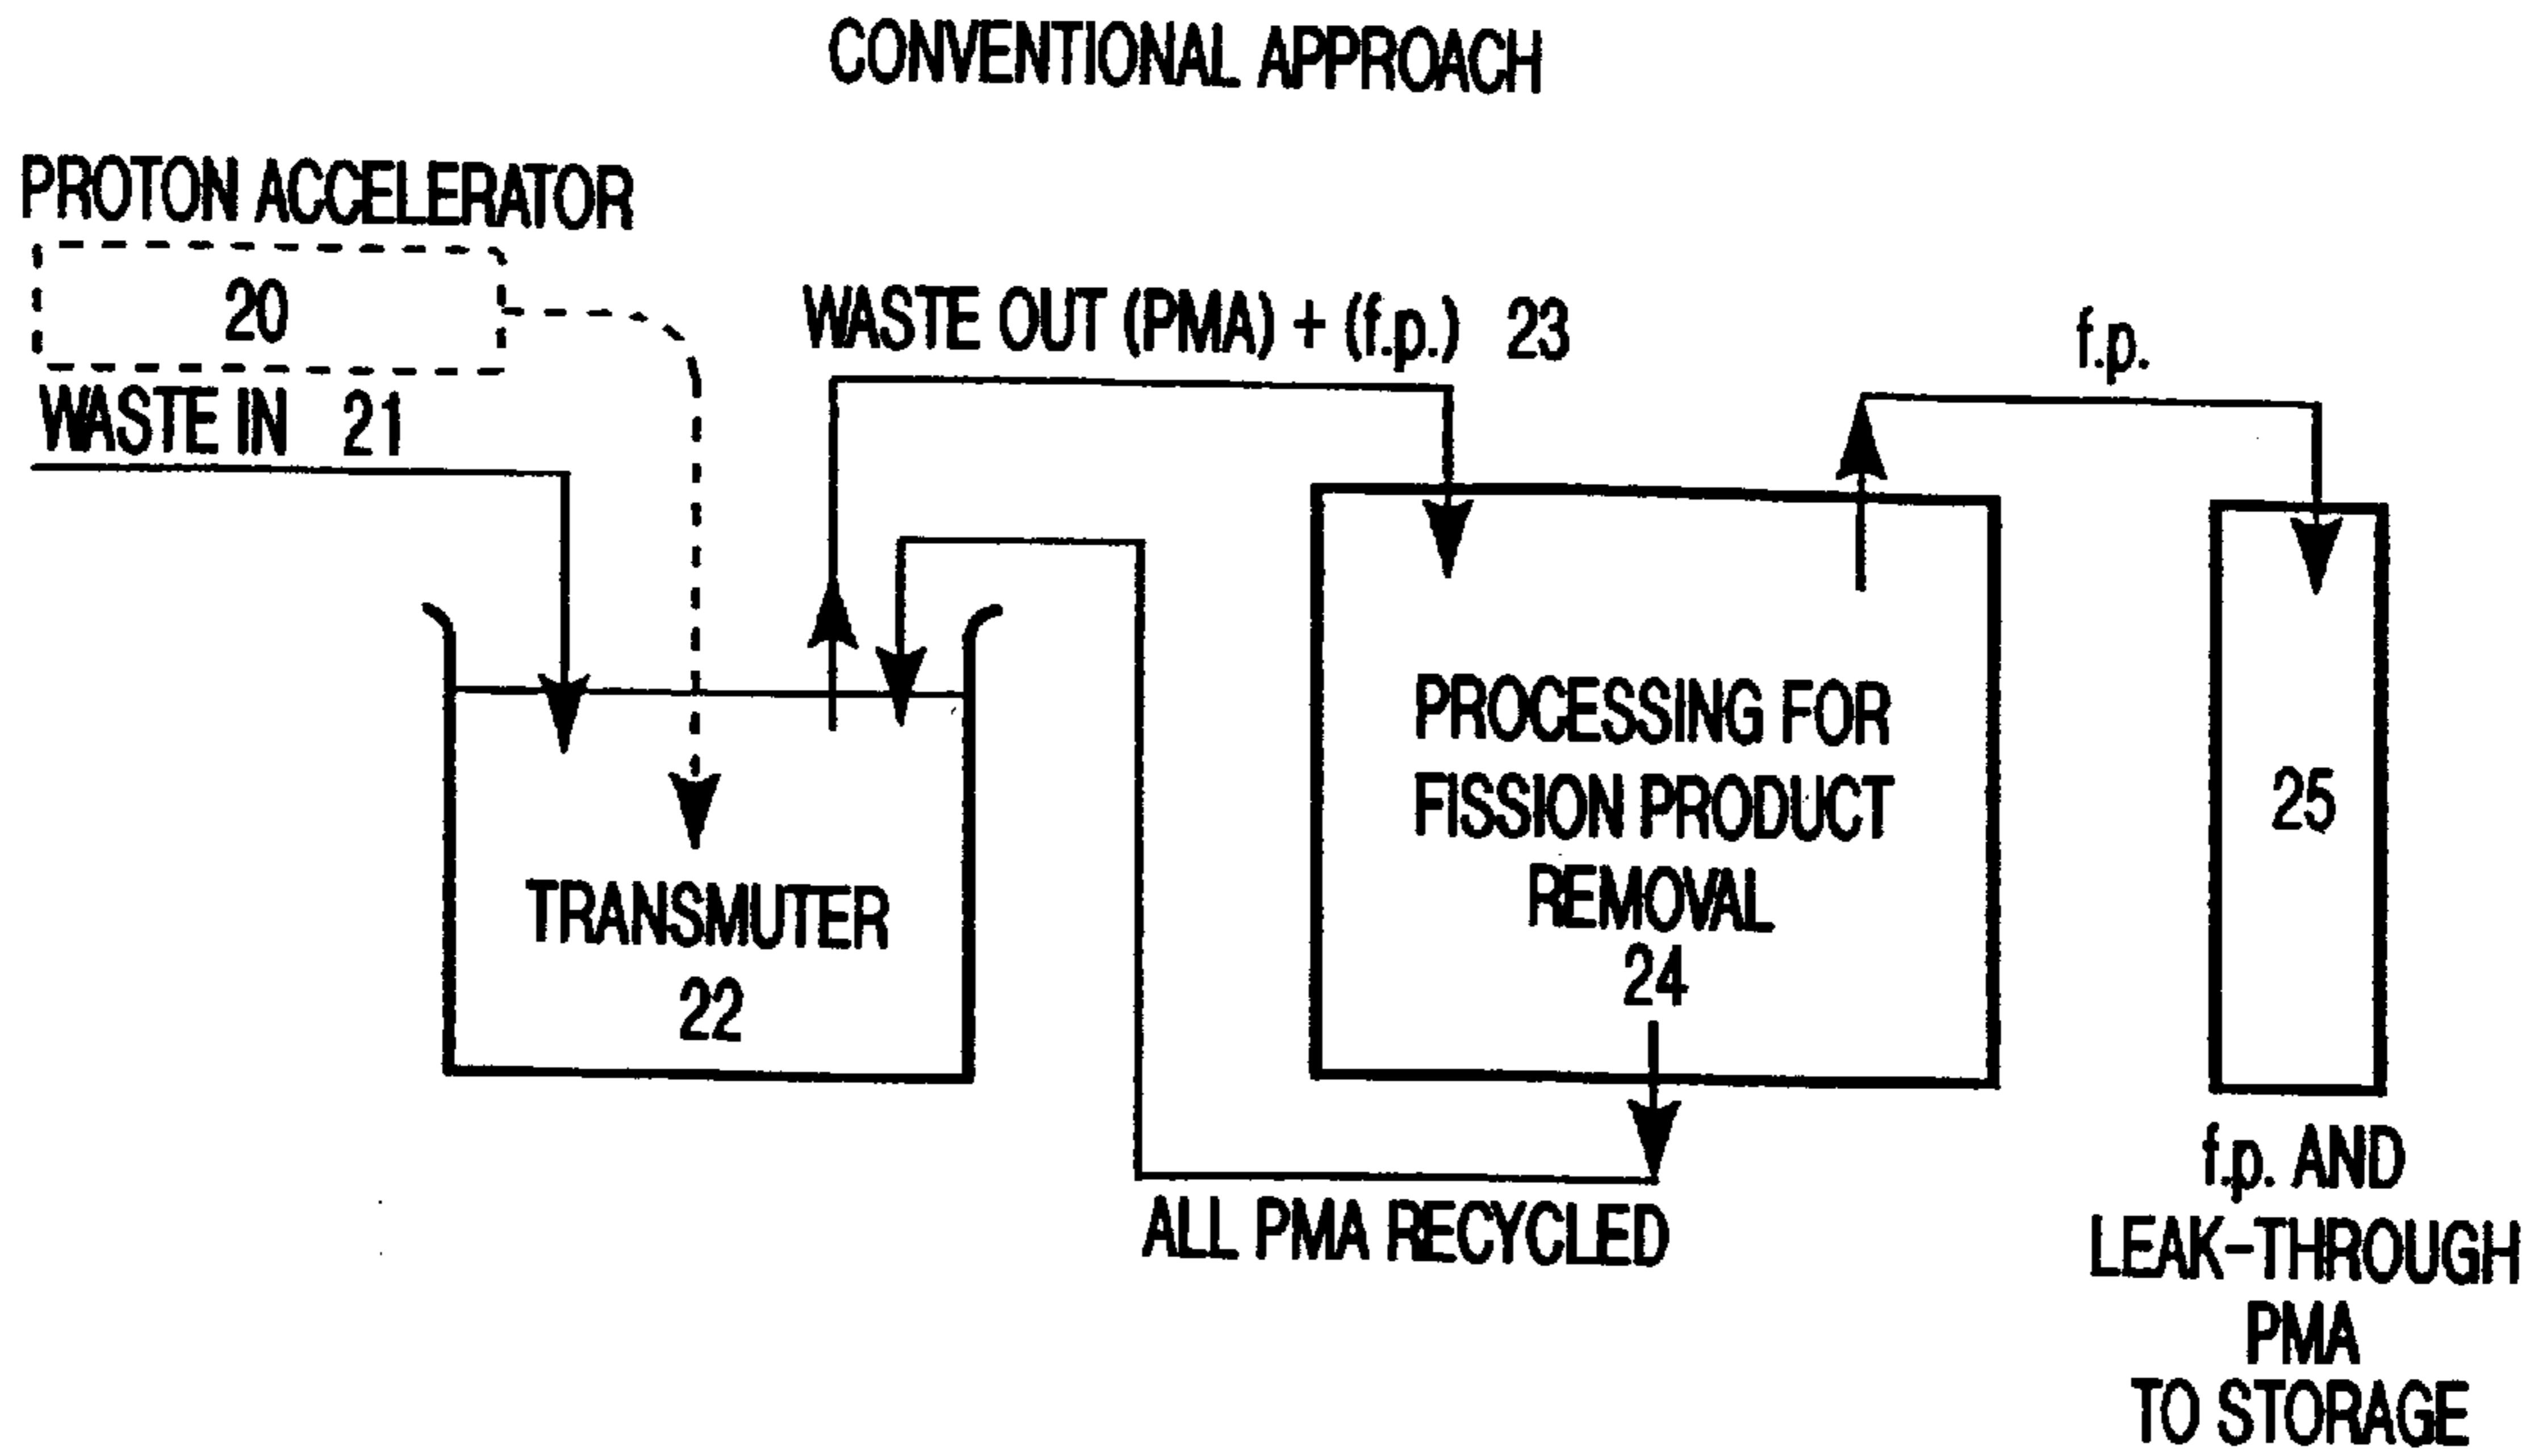 CONVENTIONAL APPROACH
PROTON ACCELERATOR
20
WASTE IN 21
WASTE OUT (PMA) + (f.p.) 23
f.p.
TRANSMUTER
22
PROCESSING FOR
FISSION PRODUCT
REMOVAL
24
25
ALL PMA RECYCLED
f.p. AND
LEAK-THROUGH
PMA
TO STORAGE